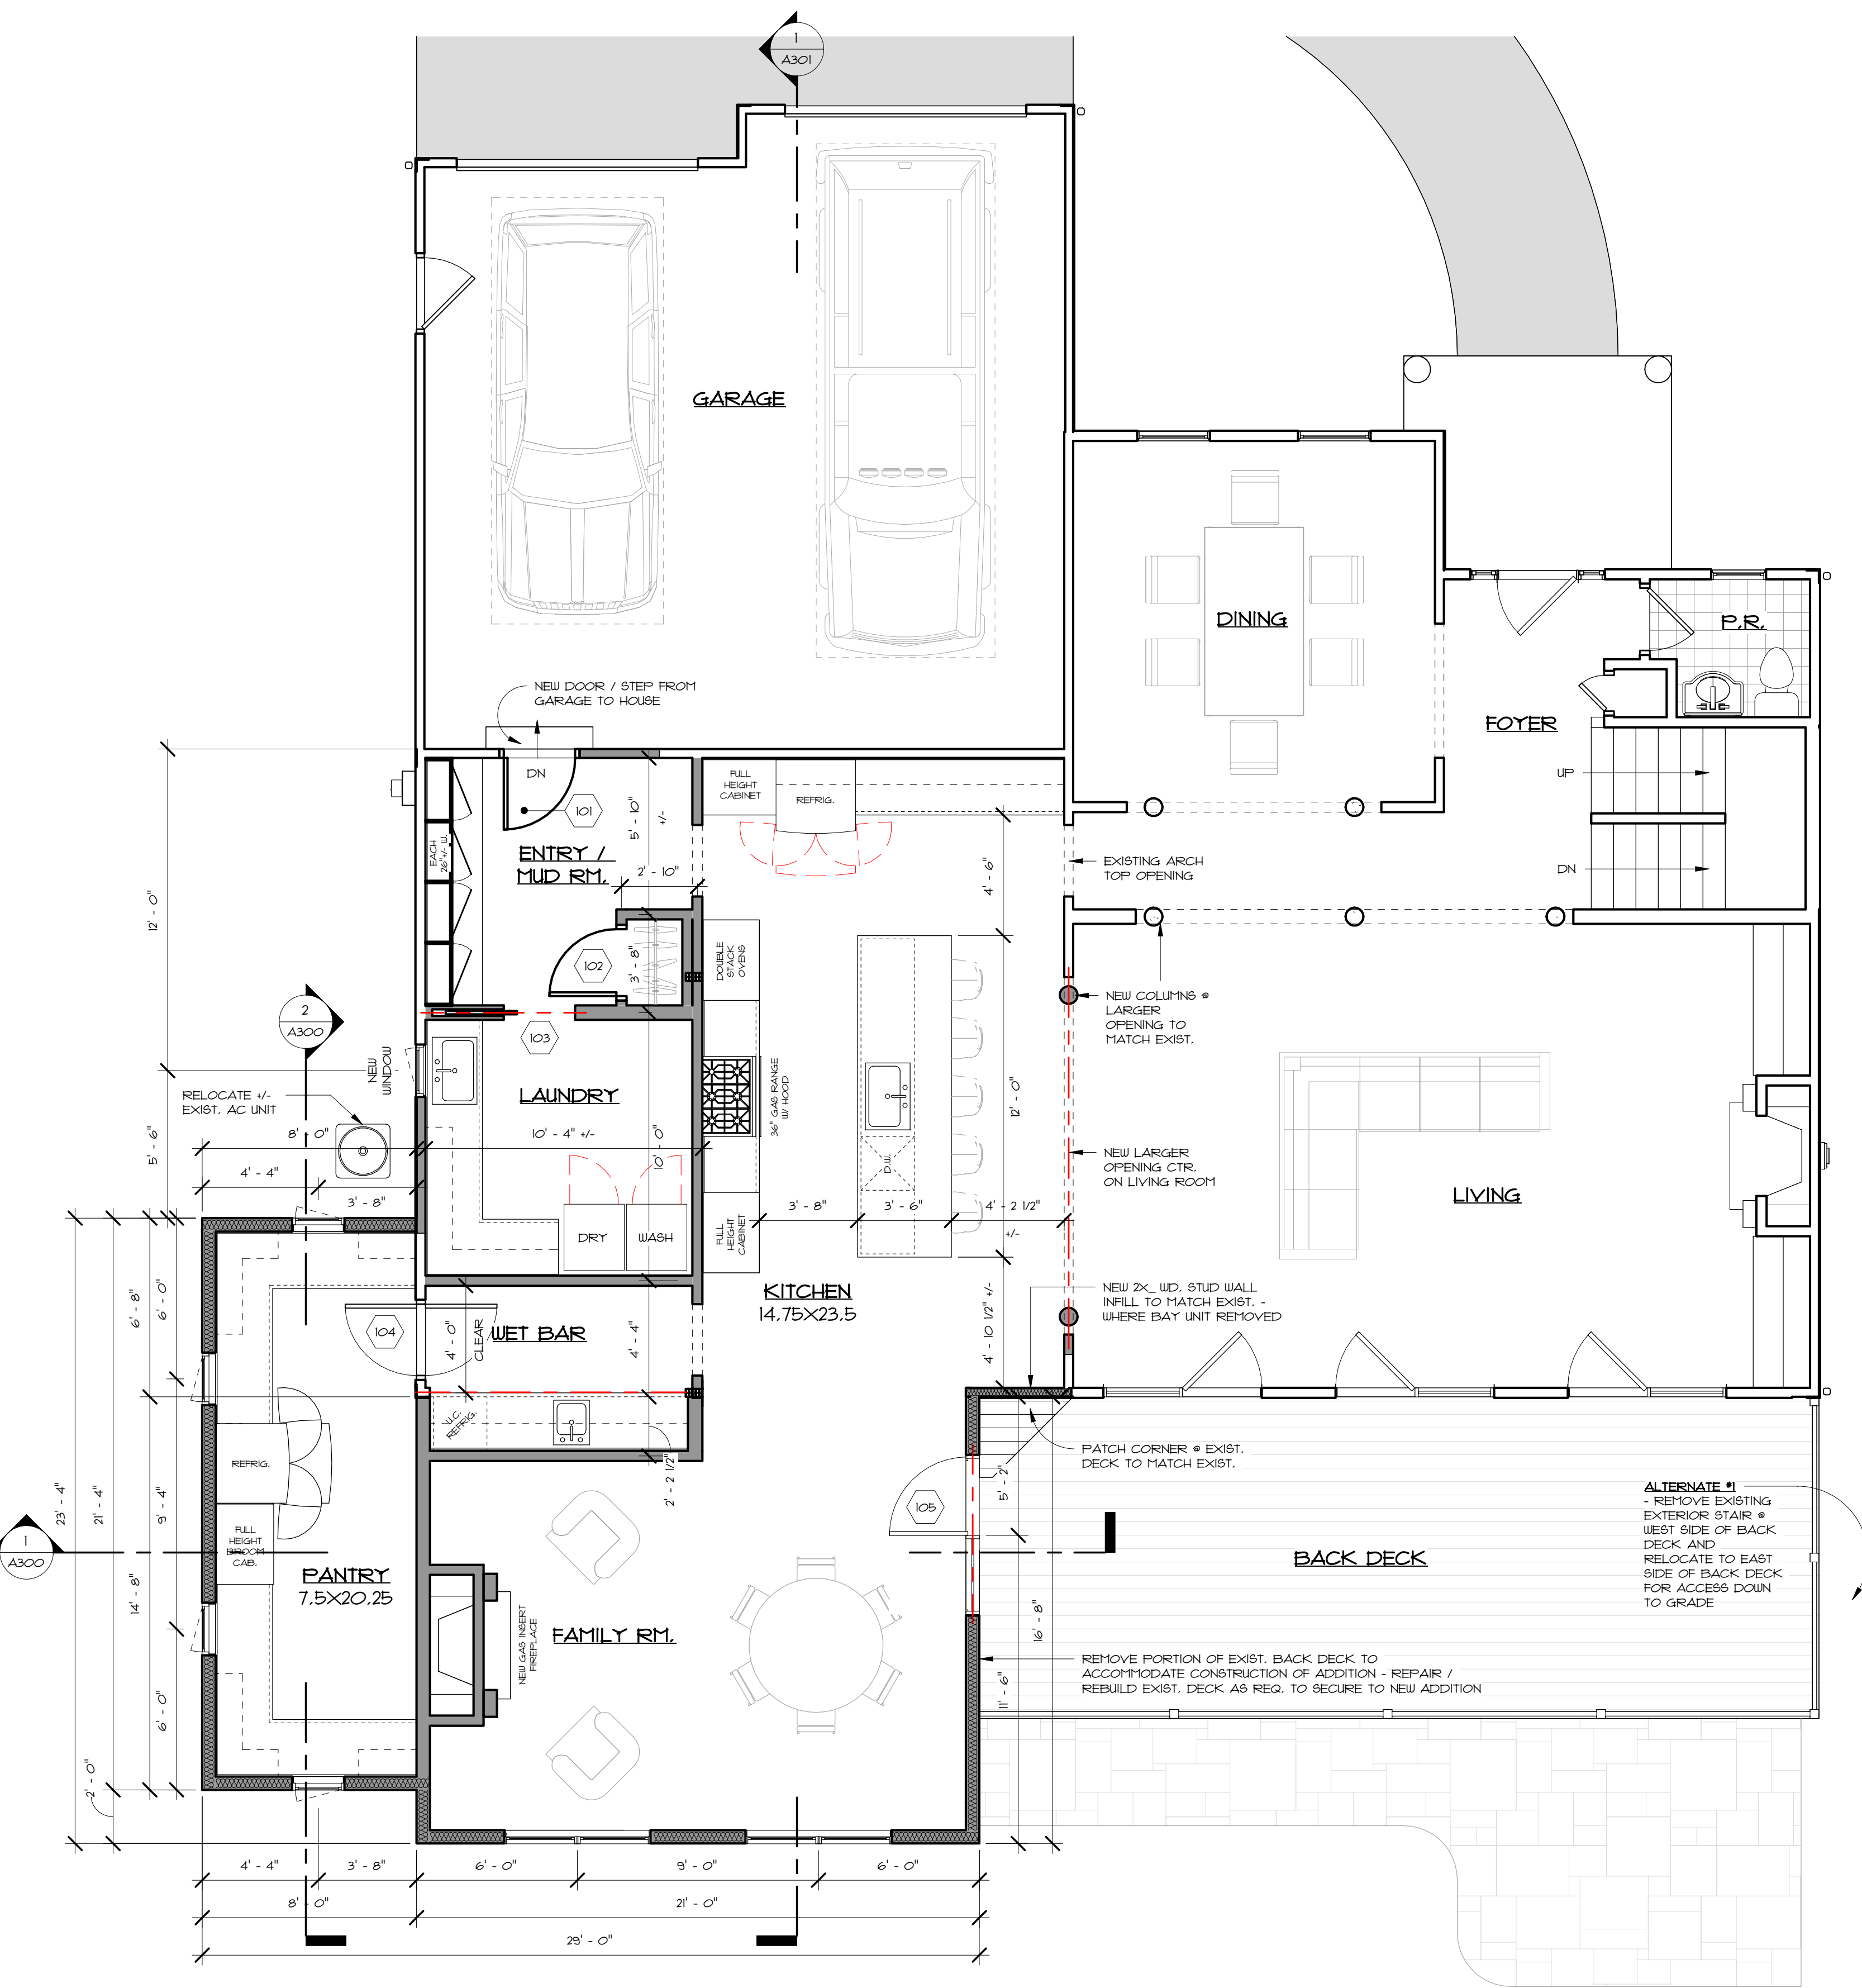 1
A301
GARAGE
NEW DOOR / STEP FROM
GARAGE TO HOUSE
DN
101
5' - 10"
+/-
FULL
HEIGHT
CABINET
REFRIG.
DINING
P.R.
FOYER
UP
DN
EACH
26"+/- W.
ENTRY /
MUD RM.
2' - 10"
EXISTING ARCH
TOP OPENING
4' - 6"
12' - 0"
102
3' - 8"
DOUBLE
STACK
OVENS
NEW COLUMNS @
LARGER
OPENING TO
MATCH EXIST.
2
A300
103
NEW
WINDOW
RELOCATE +/-
EXIST. AC UNIT
LAUNDRY
36" GAS RANGE
W/ HOOD
12' - 0"
8' - 0"
10' - 4" +/-
10' - 0"
5' - 6"
4' - 4"
3' - 8"
D.W.
NEW LARGER
OPENING CTR.
ON LIVING ROOM
LIVING
3' - 8"
3' - 6"
4' - 2 1/2"
+/-
DRY
WASH
FULL
HEIGHT
CABINET
KITCHEN
14.75X23.5
NEW 2X_ WD. STUD WALL
INFILL TO MATCH EXIST. -
WHERE BAY UNIT REMOVED
6' - 8"
6' - 0"
104
4' - 0"
CLEAR
WET BAR
4' - 4"
4' - 10 1/2" +/-
U.C.
REFRIG.
2' - 2 1/2"
REFRIG.
PATCH CORNER @ EXIST.
DECK TO MATCH EXIST.
5' - 2"
105
23' - 4"
21' - 4"
9' - 4"
14' - 8"
1
A300
FULL
HEIGHT
BROOM
CAB.
PANTRY
7.5X20.25
BACK DECK
ALTERNATE #1
- REMOVE EXISTING
EXTERIOR STAIR @
WEST SIDE OF BACK
DECK AND
RELOCATE TO EAST
SIDE OF BACK DECK
FOR ACCESS DOWN
TO GRADE
NEW GAS INSERT
FIREPLACE
FAMILY RM.
16' - 8"
11' - 6"
REMOVE PORTION OF EXIST. BACK DECK TO
ACCOMMODATE CONSTRUCTION OF ADDITION - REPAIR /
REBUILD EXIST. DECK AS REQ. TO SECURE TO NEW ADDITION
6' - 0"
2' - 0"
4' - 4"
3' - 8"
6' - 0"
9' - 0"
6' - 0"
8' - 0"
21' - 0"
29' - 0"